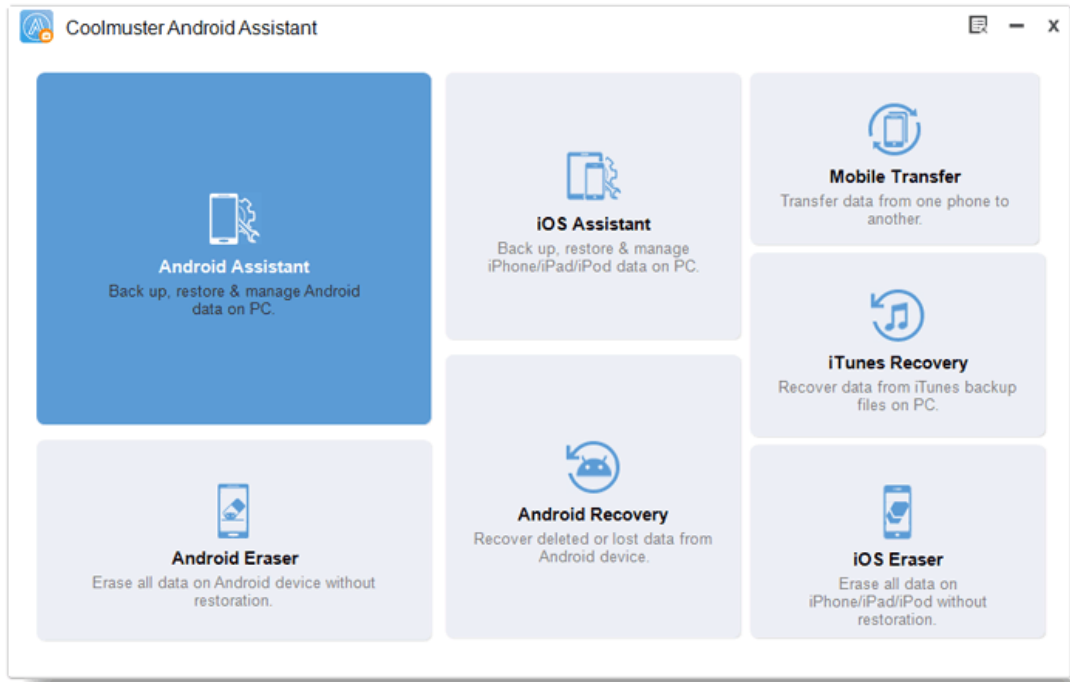 Coolmuster Android Assistant
Android Assistant
Back up, restore & manage Android
data on PC.
iOS Assistant
Back up, restore & manage
iPhone/iPad/iPod data on PC.
Mobile Transfer
Transfer data from one phone to
another.
iTunes Recovery
Recover data from iTunes backup
files on PC.
Android Eraser
Erase all data on Android device without
restoration.
Android Recovery
Recover deleted or lost data from
Android device.
iOS Eraser
Erase all data on
iPhone/iPad/iPod without
restoration.